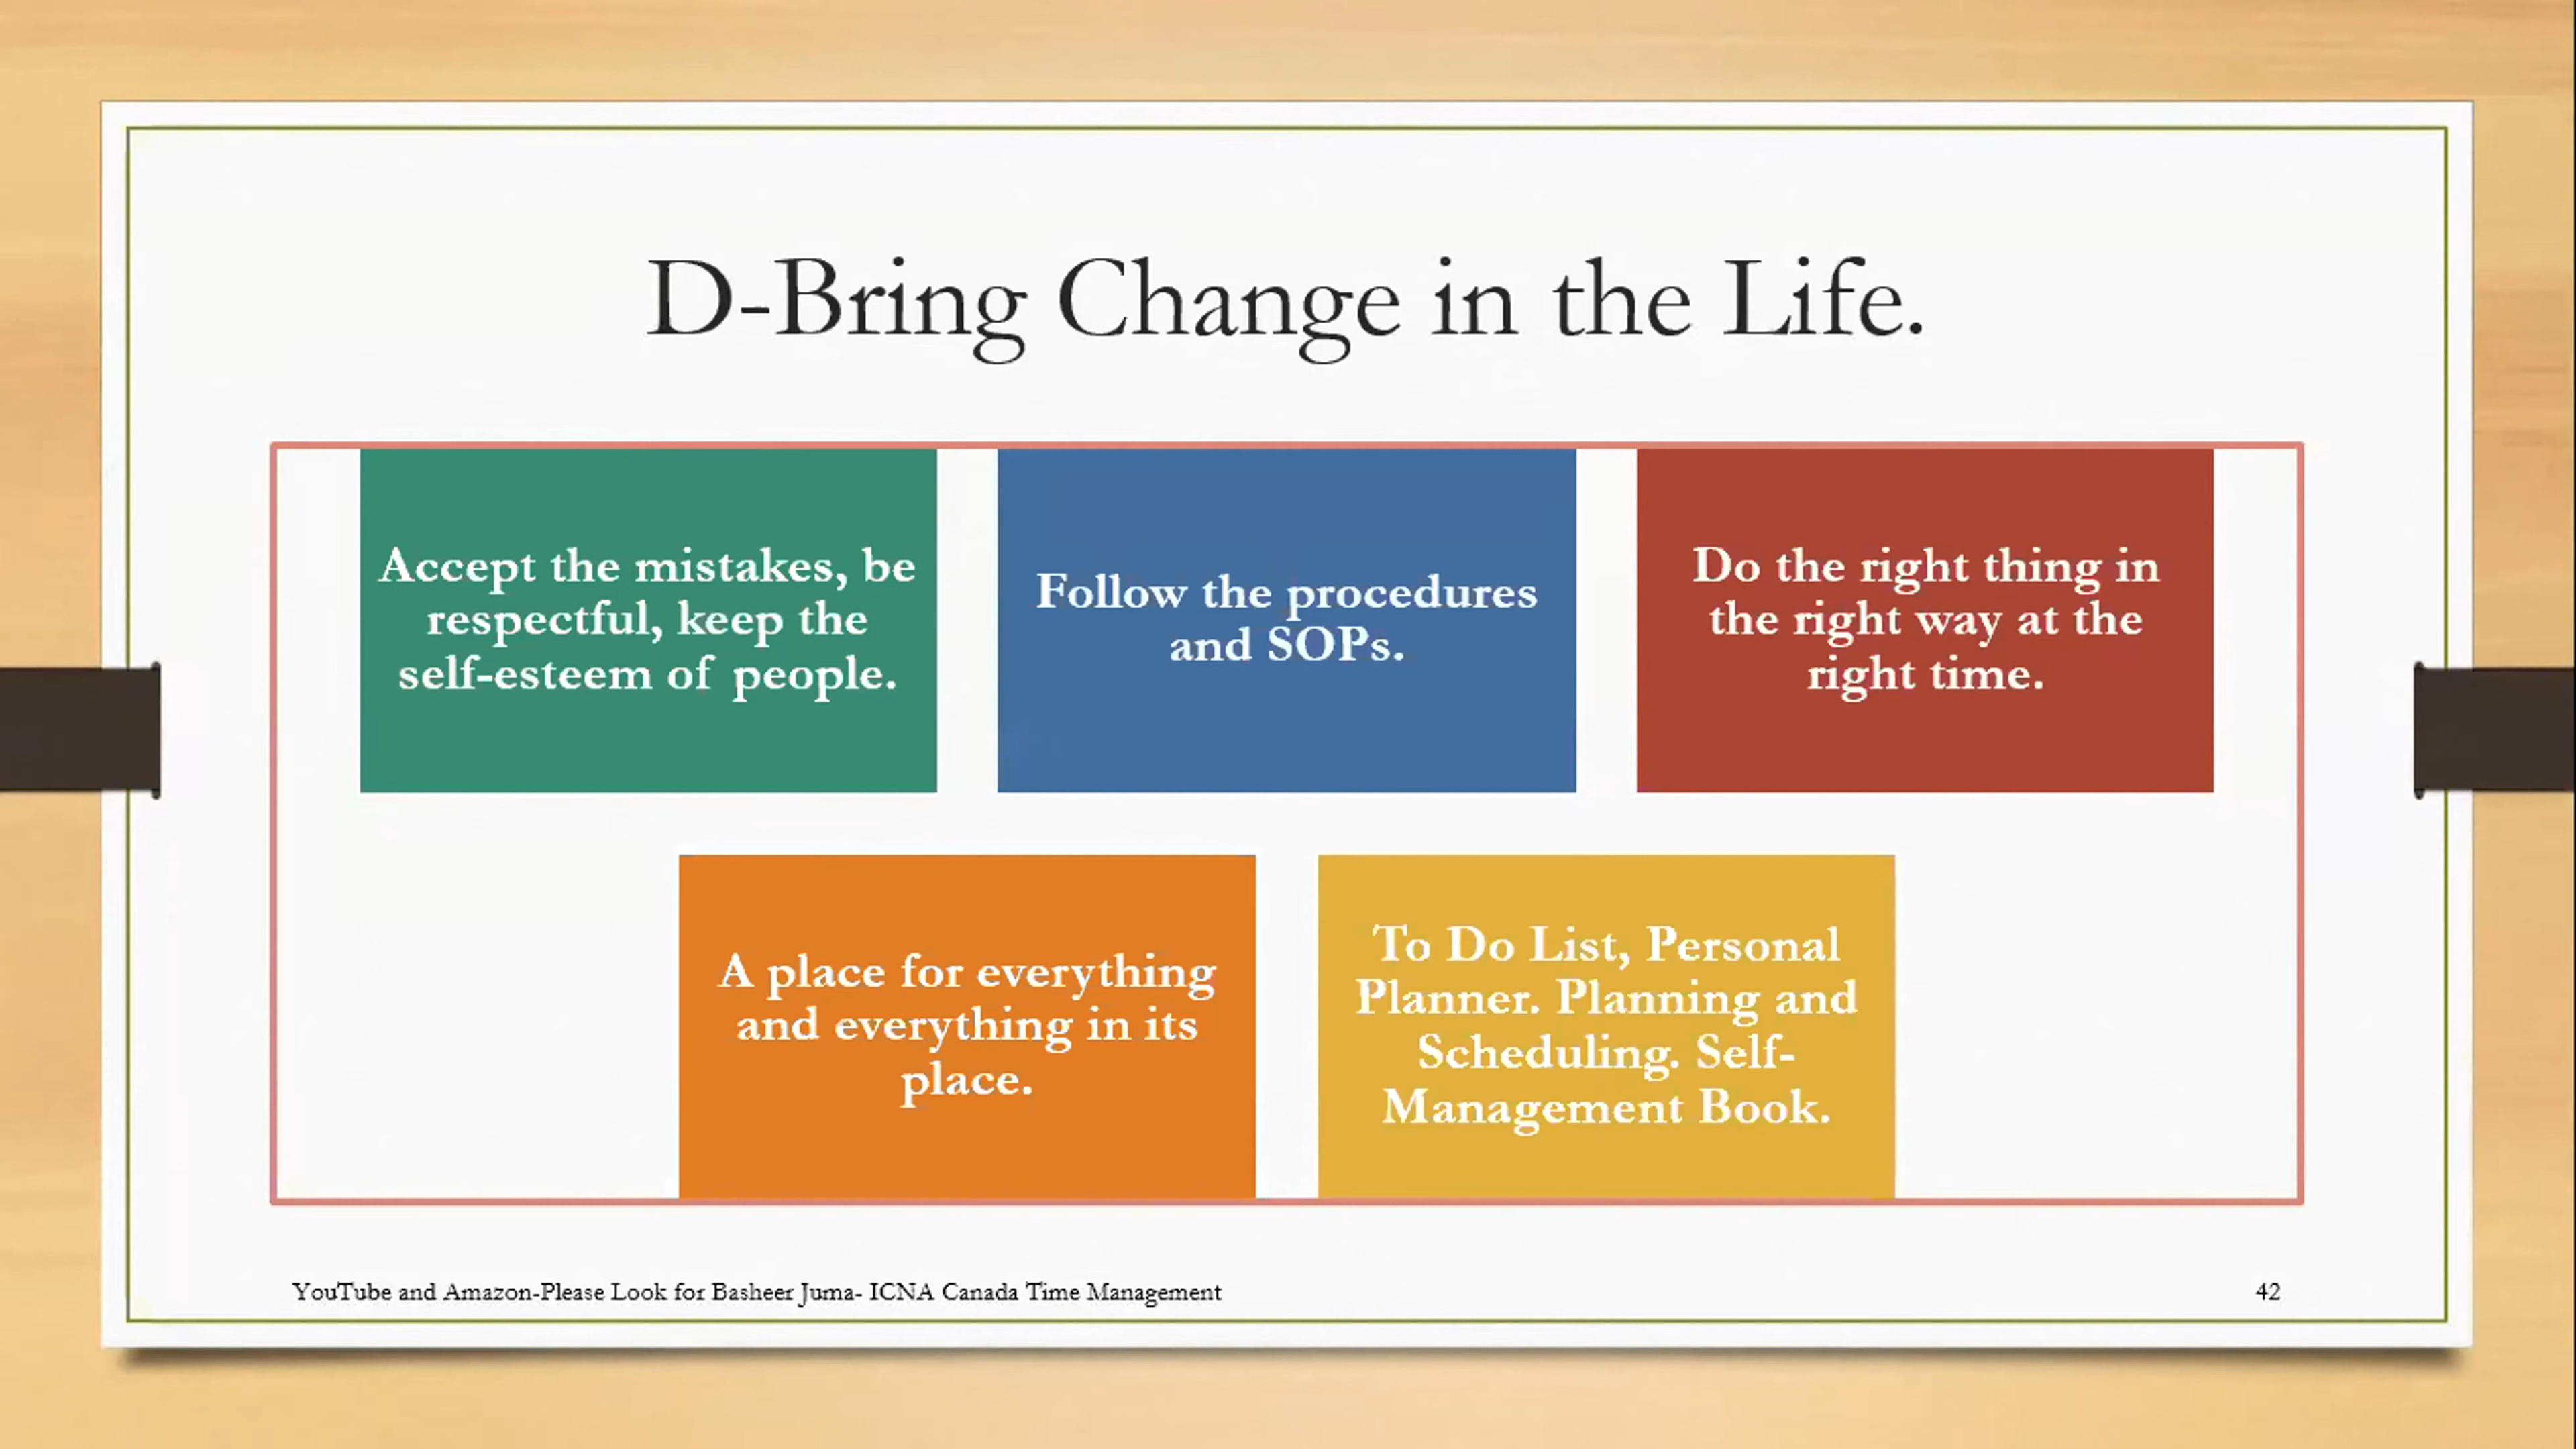 D-Bring Change in the Life.
Accept the mistakes, be
respectful, keep the
self-esteem of people.
Follow the procedures
and SOPs.
Do the right thing in
the right way at the
right time.
A place for everything
and everything in its
place.
To Do List, Personal
Planner. Planning and
Scheduling. Self-
Management Book.
YouTube and Amazon-Please Look for Basheer Juma- ICNA Canada Time Management
42